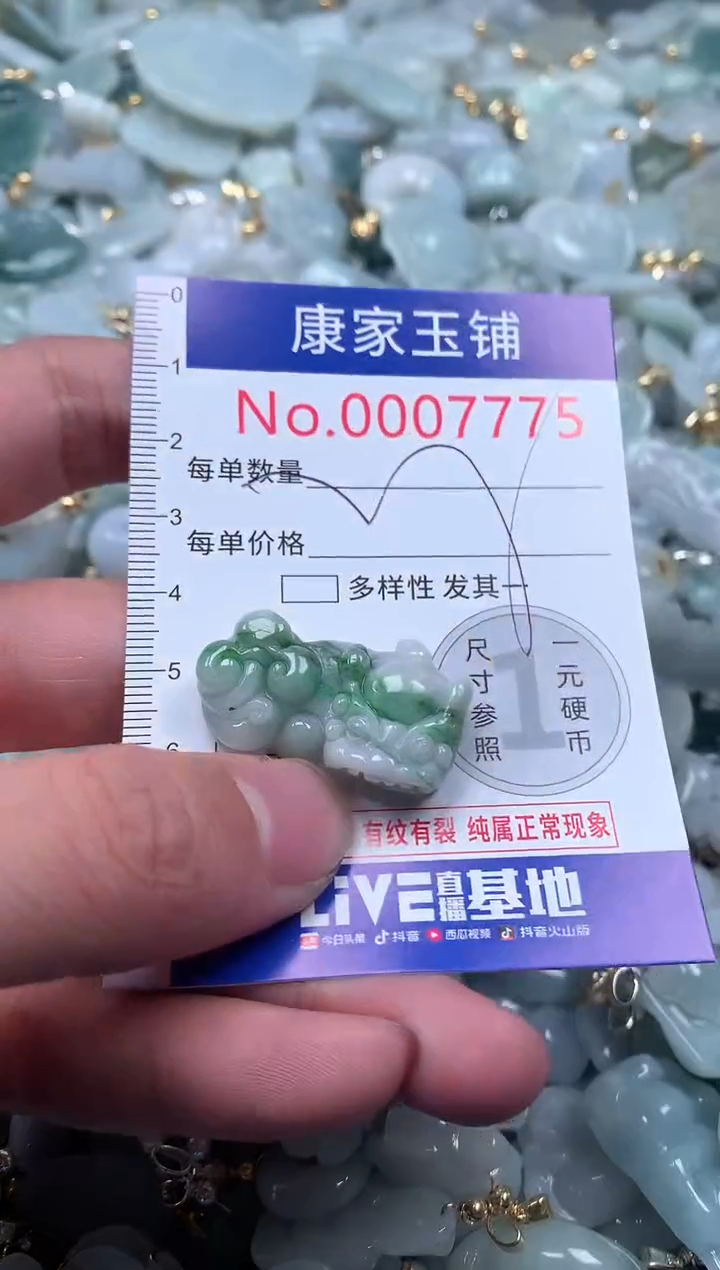 0
康家玉铺
1
No.0007775
2
每单数量
3
每单价格
4
多样性 发其一
5
尺寸参照
1
一元硬币
6
有纹有裂 纯属正常现象
LiVE直播基地
今日头条 抖音 西瓜视频 抖音火山版